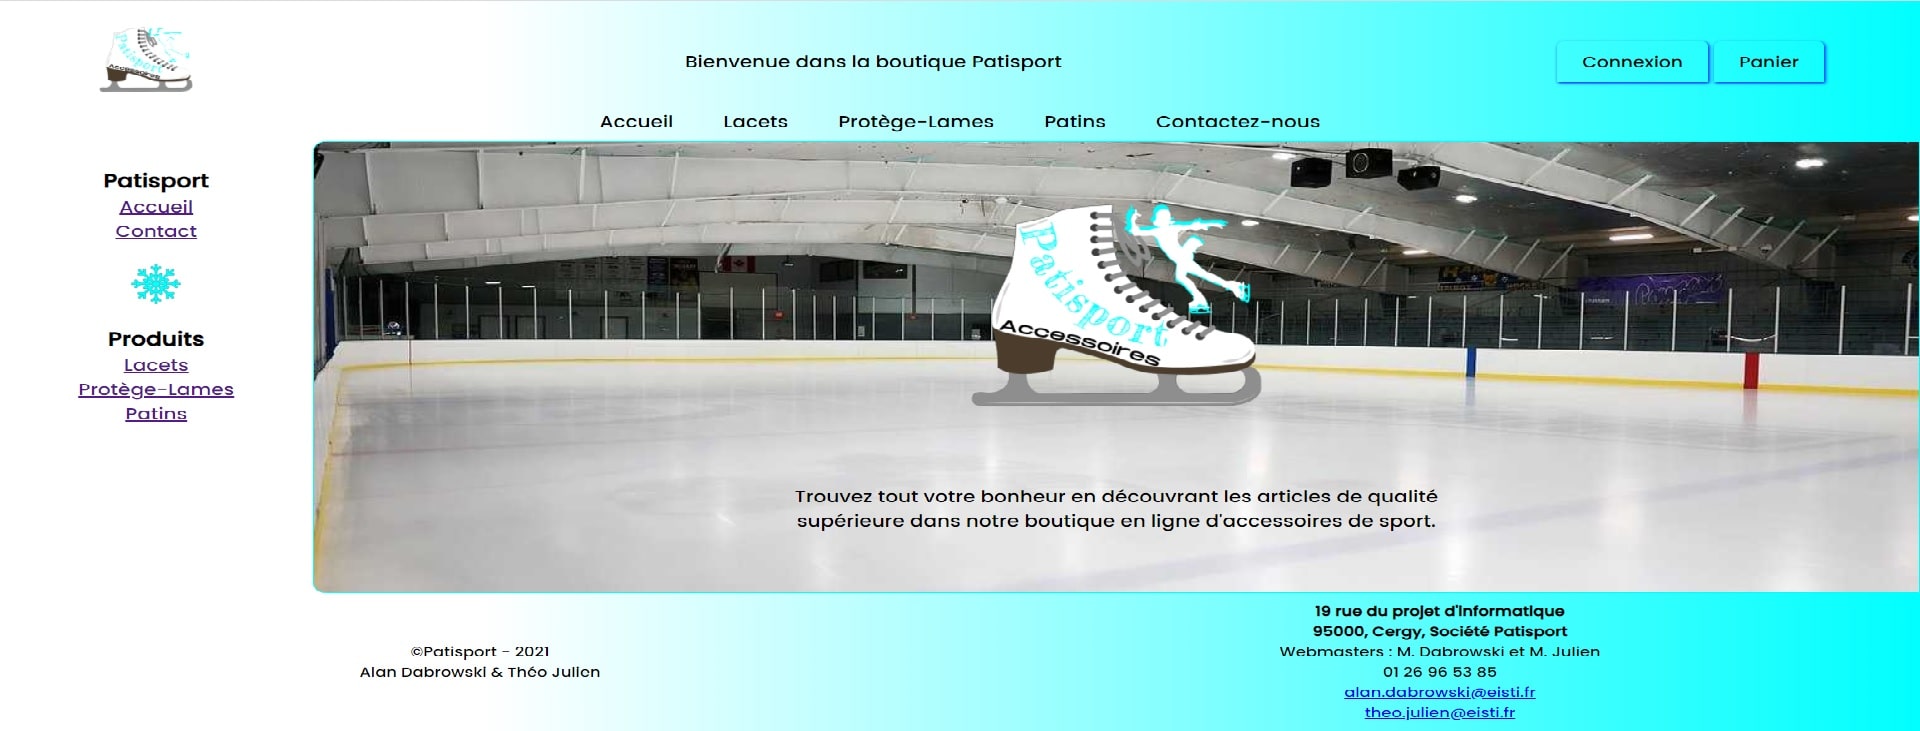 Patisport
Accessoires
Bienvenue dans la boutique Patisport
Connexion
Panier
Accueil
Lacets
Protège-Lames
Patins
Contactez-nous
Patisport
Accueil
Contact
Produits
Lacets
Protège-Lames
Patins
Patisport
Accessoires
Trouvez tout votre bonheur en découvrant les articles de qualité
supérieure dans notre boutique en ligne d'accessoires de sport.
©Patisport - 2021
Alan Dabrowski & Théo Julien
19 rue du projet d'informatique
95000, Cergy, Société Patisport
Webmasters : M. Dabrowski et M. Julien
01 26 96 53 85
alan.dabrowski@eisti.fr
theo.julien@eisti.fr